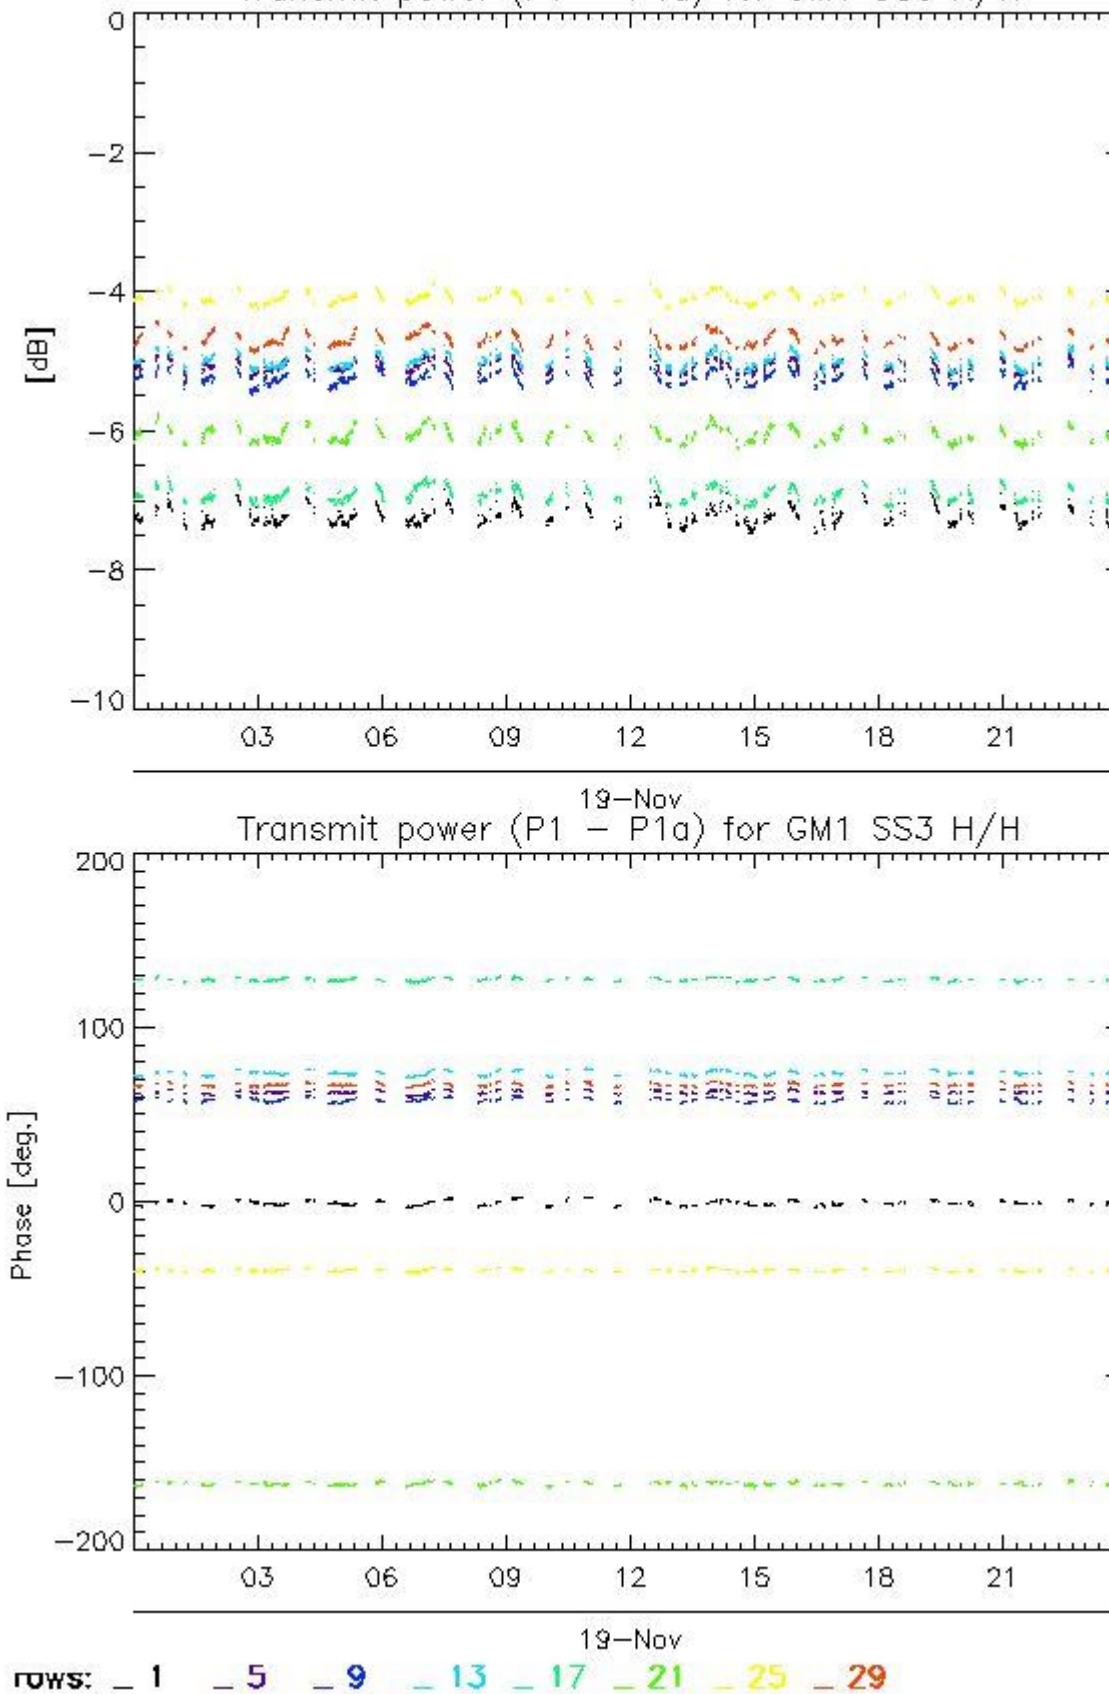 0
-2
-4
[dB]
-6
-8
-10
03 06 09 12 15 18 21
19-Nov
Transmit power (P1 - P1a) for GM1 SS3 H/H
200
100
0
Phase [deg.]
-100
-200
03 06 09 12 15 18 21
19-Nov
rows: _ 1 _ 5 _ 9 _ 13 _ 17 _ 21 _ 25 _ 29